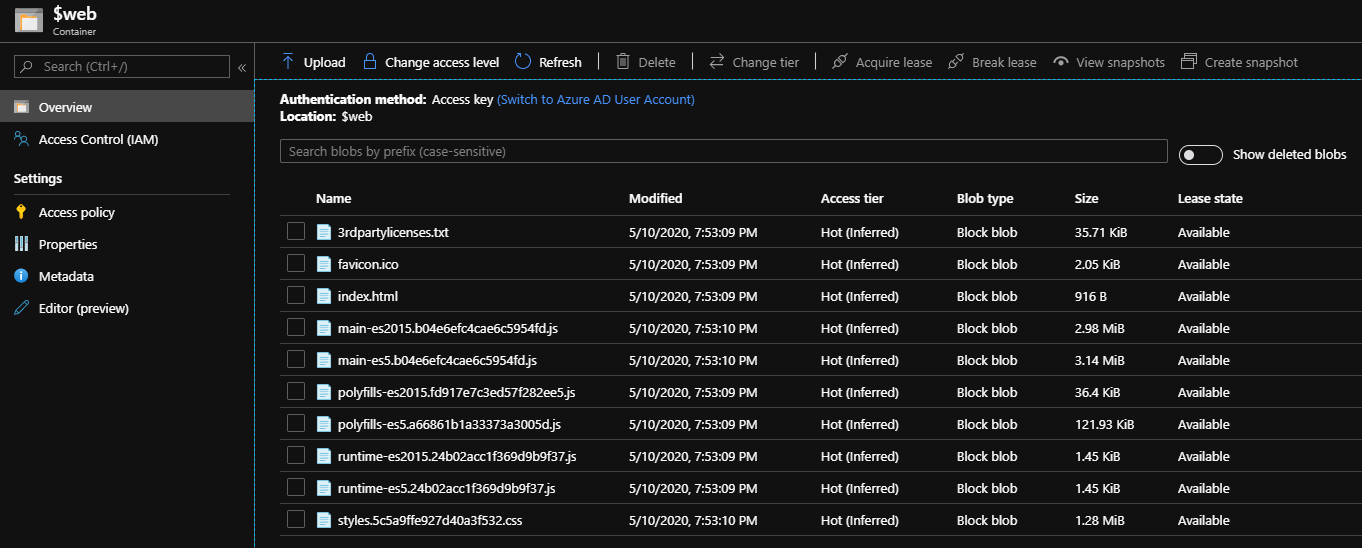 $web
Container
Search (Ctrl+/)
«
Upload Change access level Refresh Delete Change tier Acquire lease Break lease View snapshots Create snapshot
Overview
Access Control (IAM)
Settings
Access policy
Properties
Metadata
Editor (preview)
Authentication method: Access key (Switch to Azure AD User Account)
Location: $web
Search blobs by prefix (case-sensitive)
Show deleted blobs
Name Modified Access tier Blob type Size Lease state
3rdpartylicenses.txt 5/10/2020, 7:53:09 PM Hot (Inferred) Block blob 35.71 KiB Available
favicon.ico 5/10/2020, 7:53:09 PM Hot (Inferred) Block blob 2.05 KiB Available
index.html 5/10/2020, 7:53:09 PM Hot (Inferred) Block blob 916 B Available
main-es2015.b04e6efc4cae6c5954fd.js 5/10/2020, 7:53:10 PM Hot (Inferred) Block blob 2.98 MiB Available
main-es5.b04e6efc4cae6c5954fd.js 5/10/2020, 7:53:10 PM Hot (Inferred) Block blob 3.14 MiB Available
polyfills-es2015.fd917e7c3ed57f282ee5.js 5/10/2020, 7:53:09 PM Hot (Inferred) Block blob 36.4 KiB Available
polyfills-es5.a66861b1a33373a3005d.js 5/10/2020, 7:53:09 PM Hot (Inferred) Block blob 121.93 KiB Available
runtime-es2015.24b02acc1f369d9b9f37.js 5/10/2020, 7:53:09 PM Hot (Inferred) Block blob 1.45 KiB Available
runtime-es5.24b02acc1f369d9b9f37.js 5/10/2020, 7:53:09 PM Hot (Inferred) Block blob 1.45 KiB Available
styles.5c5a9ffe927d40a3f532.css 5/10/2020, 7:53:10 PM Hot (Inferred) Block blob 1.28 MiB Available